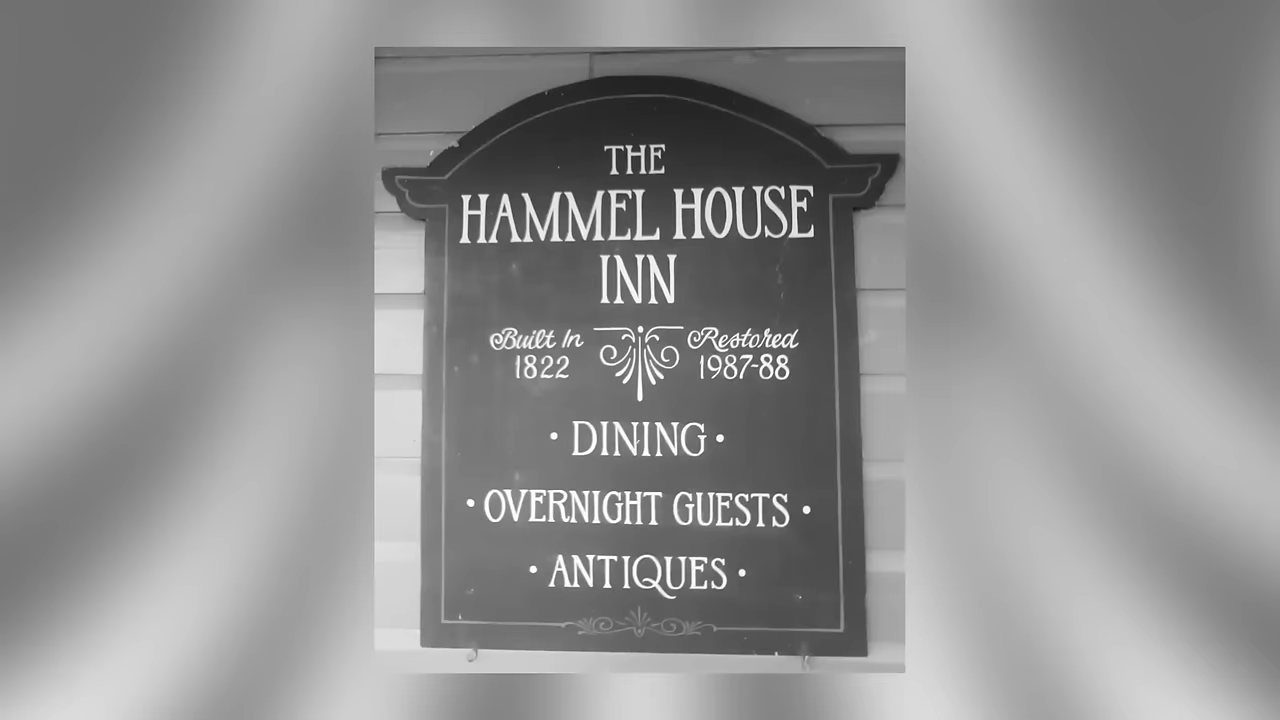 THE
HAMMEL HOUSE
INN
Built In Restored
1822 1987-88
• DINING •
• OVERNIGHT GUESTS •
• ANTIQUES •